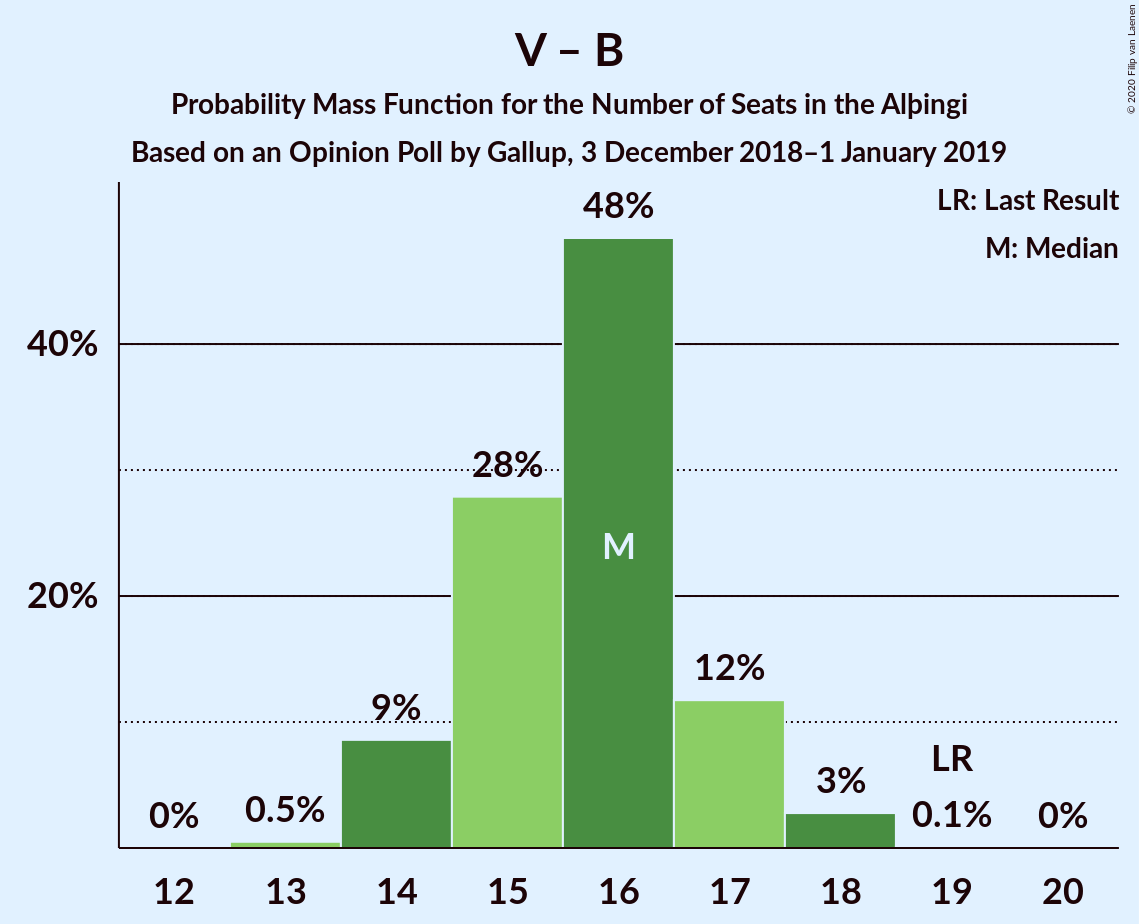 V – B
Probability Mass Function for the Number of Seats in the Alþingi
Based on an Opinion Poll by Gallup, 3 December 2018–1 January 2019
© 2020 Filip van Laenen
LR: Last Result
M: Median
48%
40%
28%
M
20%
12%
9%
LR
3%
0%
0.5%
0.1%
0%
12 13 14 15 16 17 18 19 20